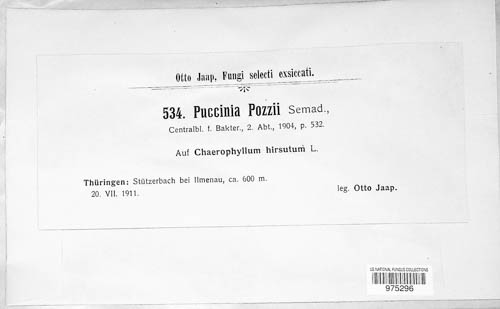 Otto Jaap, Fungi selecti exsiccati.
534. Puccinia Pozzii Semad.,
Centralbl. f. Bakter., 2. Abt., 1904, p. 532.
Auf Chaerophyllum hirsutum L.
Thüringen: Stützerbach bei Ilmenau, ca. 600 m.
20. VII. 1911.
leg. Otto Jaap.
US NATIONAL FUNGUS COLLECTIONS
975296